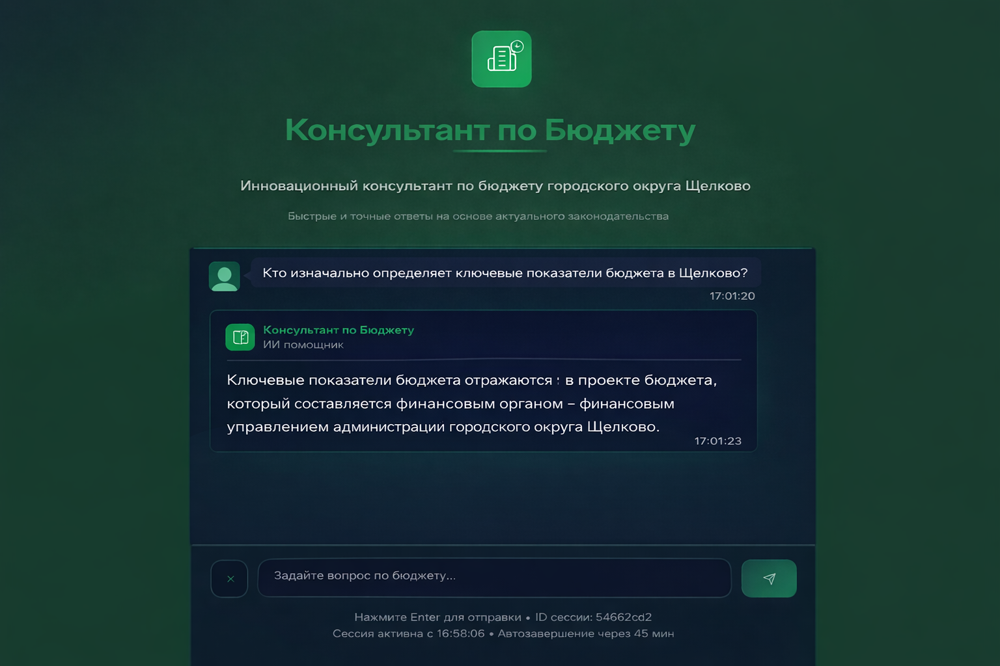 Консультант по Бюджету
Инновационный консультант по бюджету городского округа Щелково
Быстрые и точные ответы на основе актуального законодательства
Кто изначально определяет ключевые показатели бюджета в Щелково?
17:01:20
Консультант по Бюджету
ИИ помощник
Ключевые показатели бюджета отражаются : в проекте бюджета,
который составляется финансовым органом – финансовым
управлением администрации городского округа Щелково.
17:01:23
Задайте вопрос по бюджету...
Нажмите Enter для отправки • ID сессии: 54662cd2
Сессия активна с 16:58:06 • Автозавершение через 45 мин